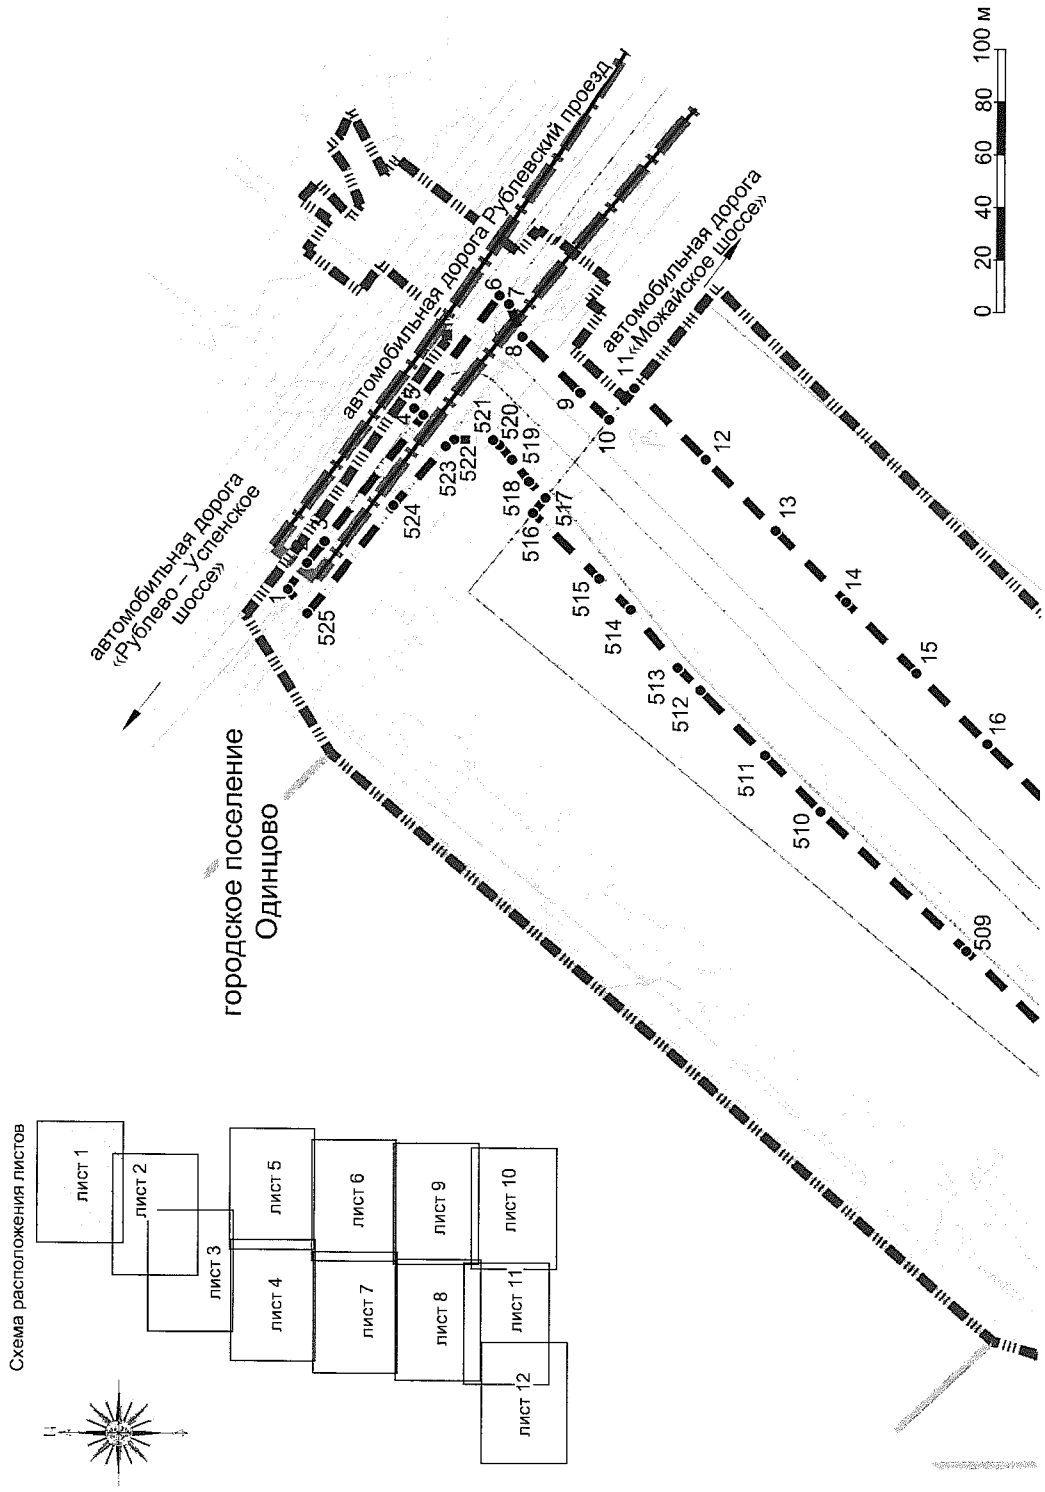 Схема расположения листов
лист 1
лист 2
лист 3
лист 5
лист 4
лист 6
лист 7
лист 9
лист 8
лист 10
лист 11
лист 12
городское поселение
Одинцово
автомобильная дорога
«Рублево – Успенское
шоссе»
автомобильная дорога Рублевский проезд
автомобильная дорога
«Можайское шоссе»
1
3
4
5
6
7
8
9
10
11
12
13
14
15
16
525
524
523
522
521
520
519
518
517
516
515
514
513
512
511
510
509
0
20
40
60
80
100 м